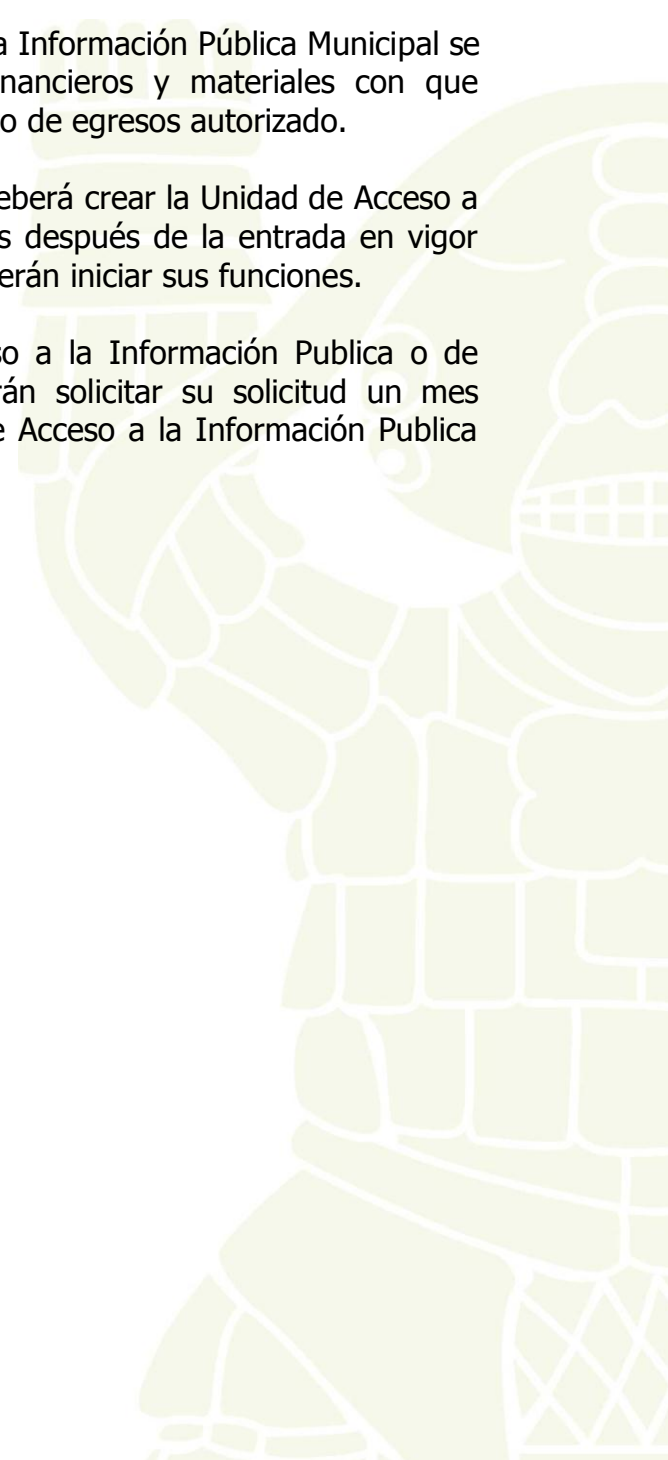 a Información Pública Municipal se
nancieros y materiales con que
o de egresos autorizado.
eberá crear la Unidad de Acceso a
s después de la entrada en vigor
erán iniciar sus funciones.
so a la Información Publica o de
rán solicitar su solicitud un mes
e Acceso a la Información Publica